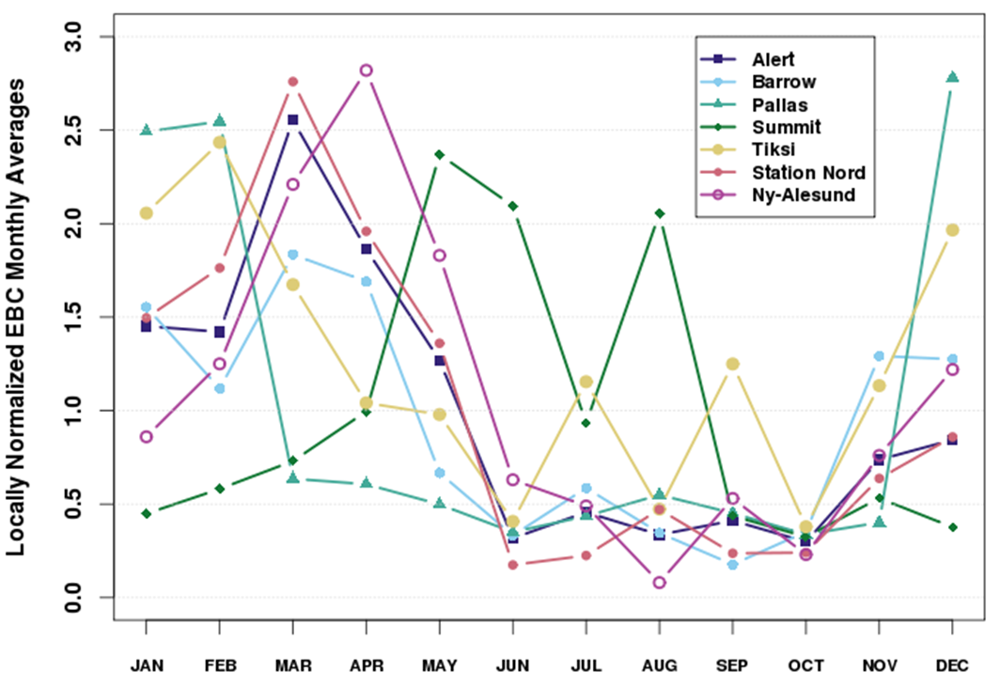 Locally Normalized EBC Monthly Averages
3.0
2.5
2.0
1.5
1.0
0.5
0.0
Alert
Barrow
Pallas
Summit
Tiksi
Station Nord
Ny-Alesund
JAN FEB MAR APR MAY JUN JUL AUG SEP OCT NOV DEC